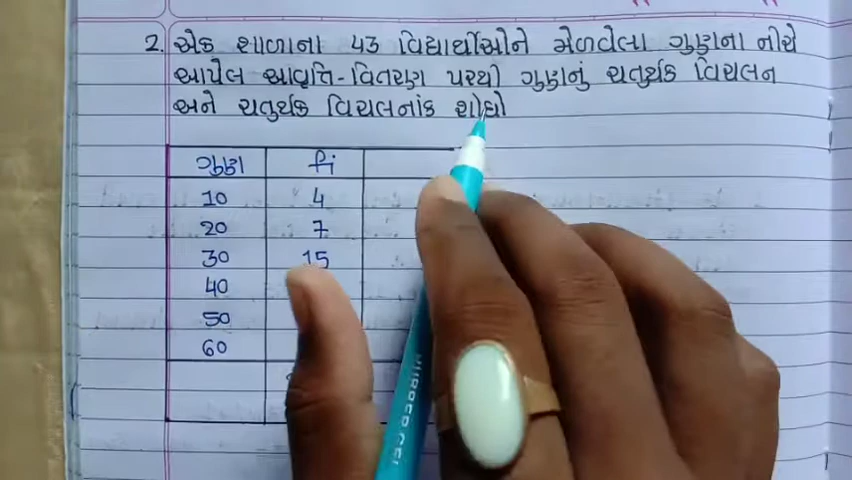 2. એક શાળાના 43 વિદ્યાર્થીઓને મેળવેલા ગુણના નીચે
આપેલ આવૃત્તિ-વિતરણ પરથી ગુણનું ચતુર્થક વિચલન
અને ચતુર્થક વિચલનાંક શોધો
ગુણ fi
10 4
20 7
30 15
40
50
60